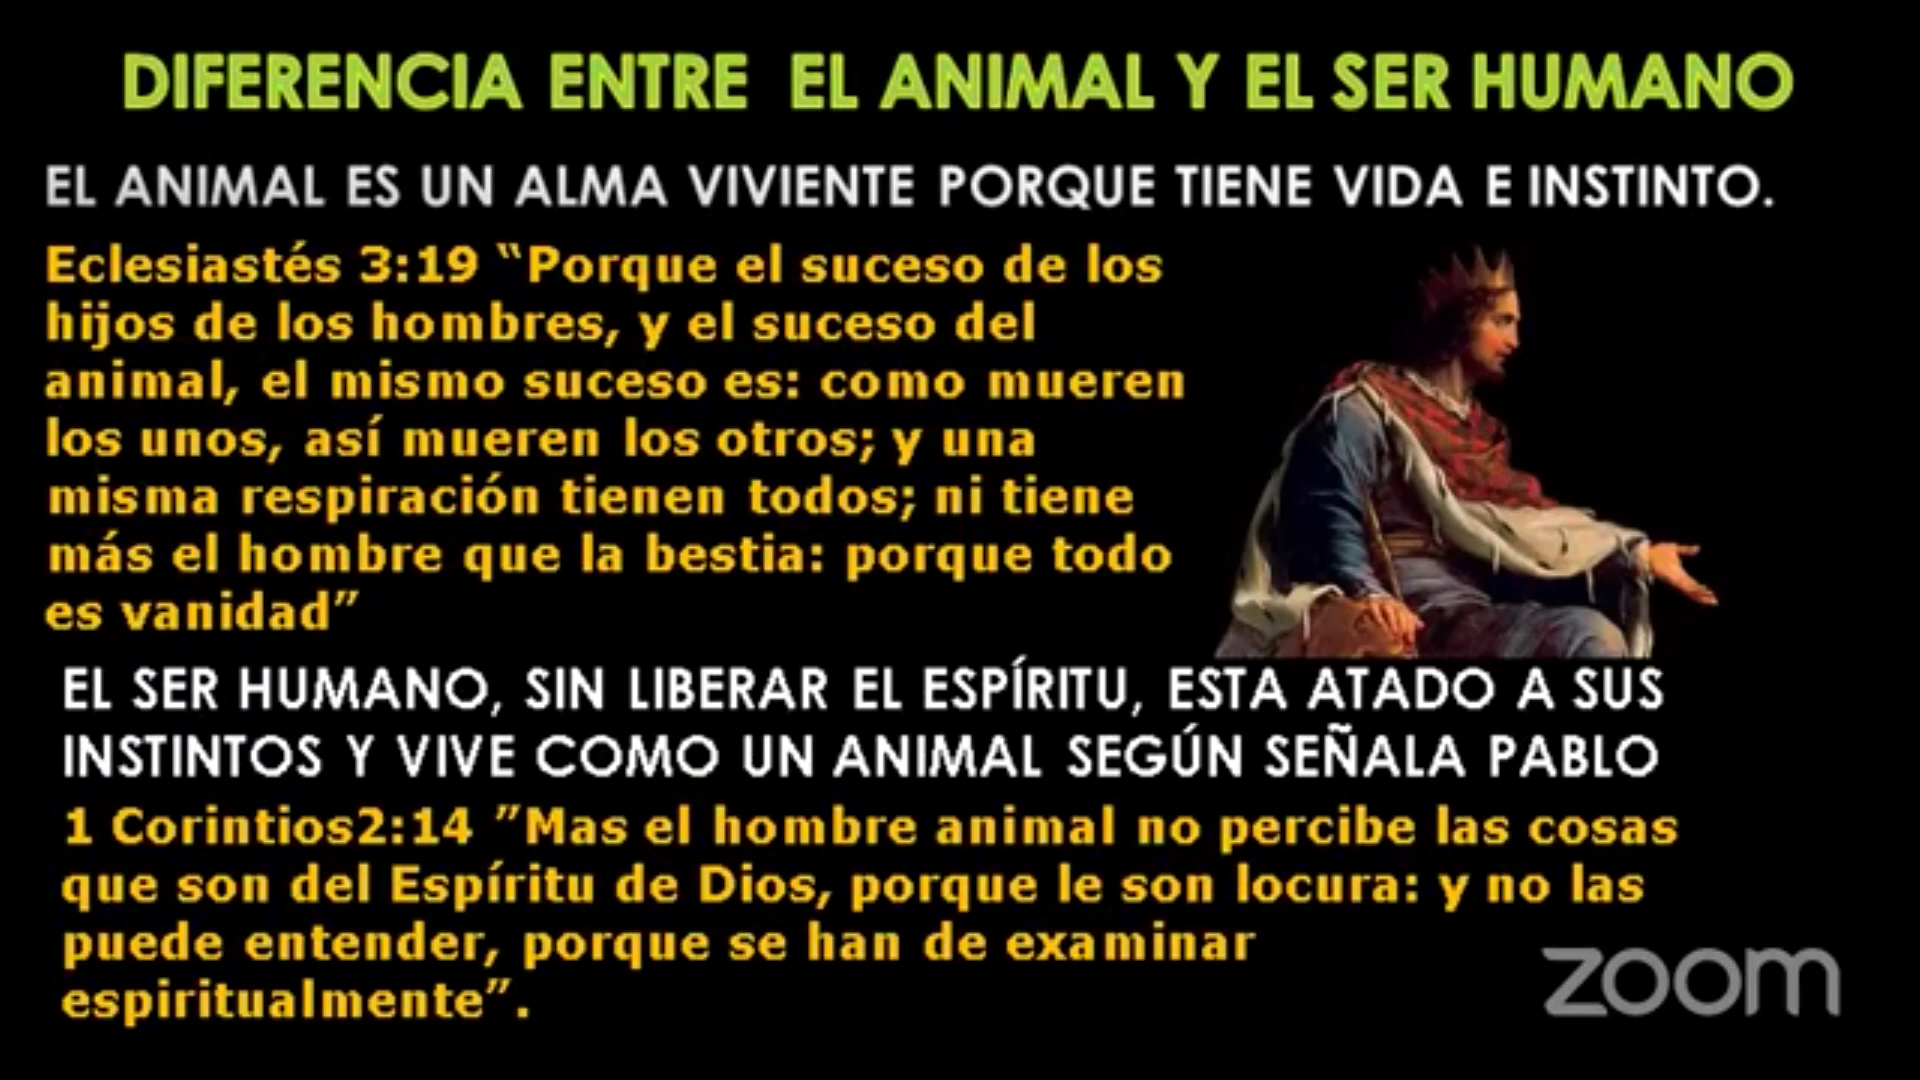 DIFERENCIA ENTRE EL ANIMAL Y EL SER HUMANO
EL ANIMAL ES UN ALMA VIVIENTE PORQUE TIENE VIDA E INSTINTO.
Eclesiastés 3:19 “Porque el suceso de los
hijos de los hombres, y el suceso del
animal, el mismo suceso es: como mueren
los unos, así mueren los otros; y una
misma respiración tienen todos; ni tiene
más el hombre que la bestia: porque todo
es vanidad”
EL SER HUMANO, SIN LIBERAR EL ESPÍRITU, ESTA ATADO A SUS
INSTINTOS Y VIVE COMO UN ANIMAL SEGÚN SEÑALA PABLO
1 Corintios2:14 ”Mas el hombre animal no percibe las cosas
que son del Espíritu de Dios, porque le son locura: y no las
puede entender, porque se han de examinar
espiritualmente”.
zoom